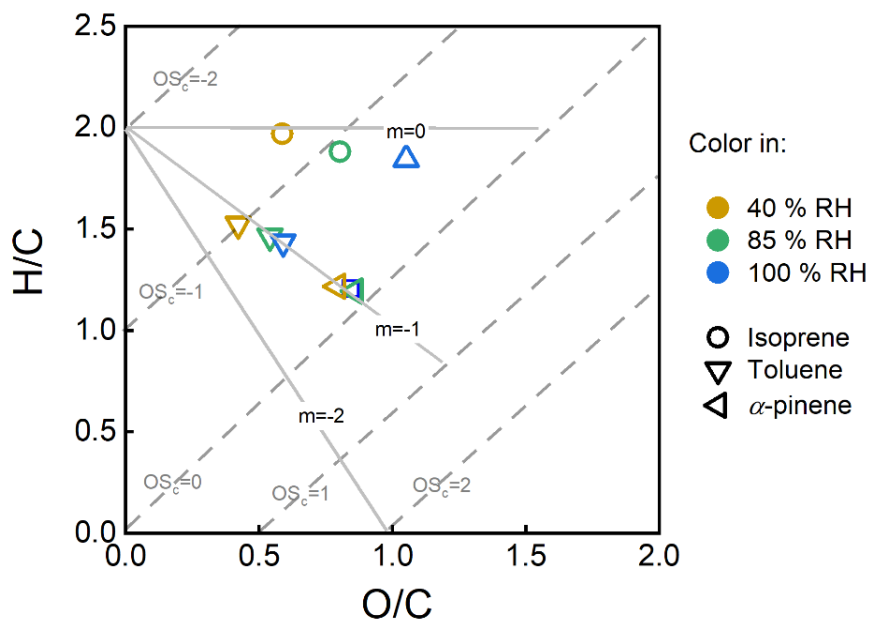 2.5
2.0
1.5
1.0
0.5
0.0
H/C
0.0
0.5
1.0
1.5
2.0
O/C
OSc=-2
m=0
OSc=-1
m=-1
m=-2
OSc=0
OSc=1
OSc=2
Color in:
40 % RH
85 % RH
100 % RH
Isoprene
Toluene
α-pinene